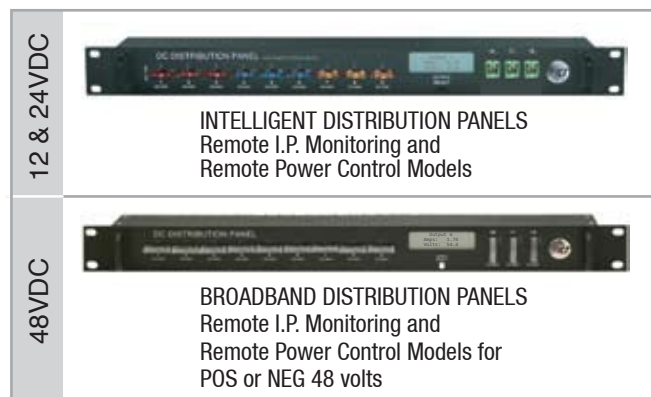 12 & 24VDC
DC DISTRIBUTION PANEL
INTELLIGENT DISTRIBUTION PANELS
Remote I.P. Monitoring and
Remote Power Control Models
48VDC
DC DISTRIBUTION PANEL
BROADBAND DISTRIBUTION PANELS
Remote I.P. Monitoring and
Remote Power Control Models for
POS or NEG 48 volts